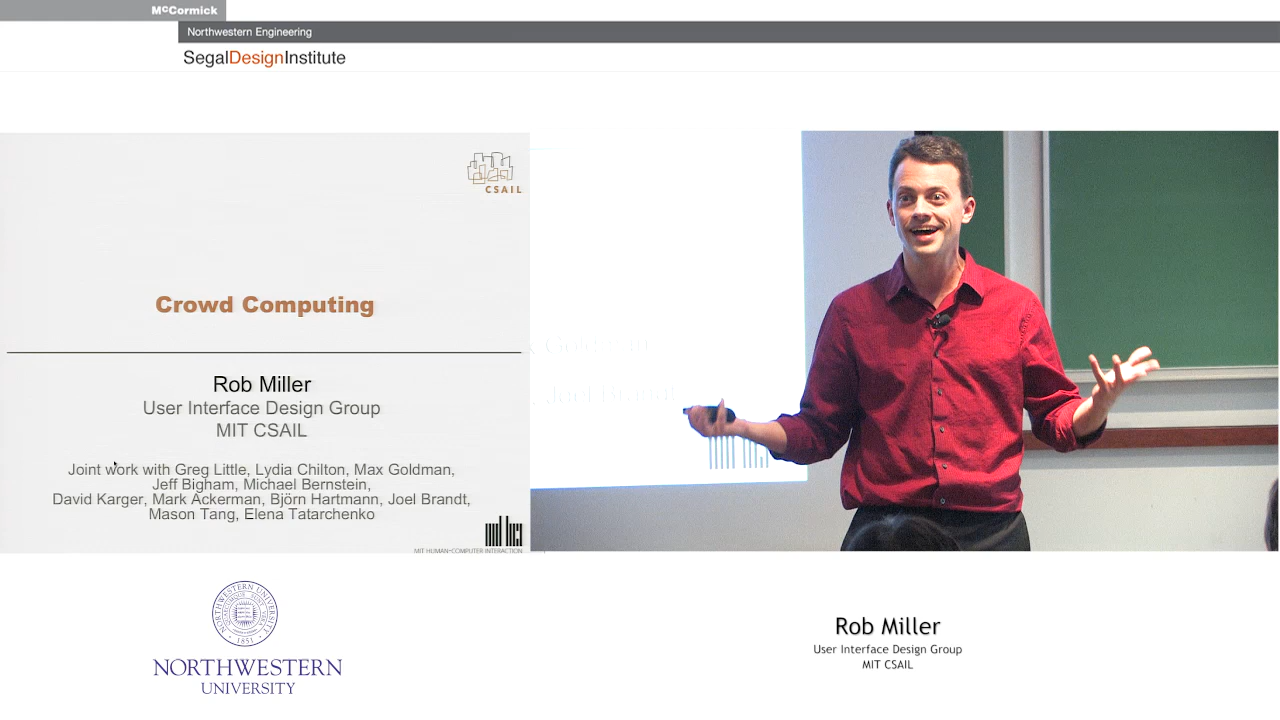 McCormick
Northwestern Engineering
SegalDesignInstitute
CSAIL
Crowd Computing
Rob Miller
User Interface Design Group
MIT CSAIL
Joint work with Greg Little, Lydia Chilton, Max Goldman,
Jeff Bigham, Michael Bernstein,
David Karger, Mark Ackerman, Björn Hartmann, Joel Brandt,
Mason Tang, Elena Tatarchenko
MIT HUMAN-COMPUTER INTERACTION
1851
NORTHWESTERN
UNIVERSITY
Rob Miller
User Interface Design Group
MIT CSAIL